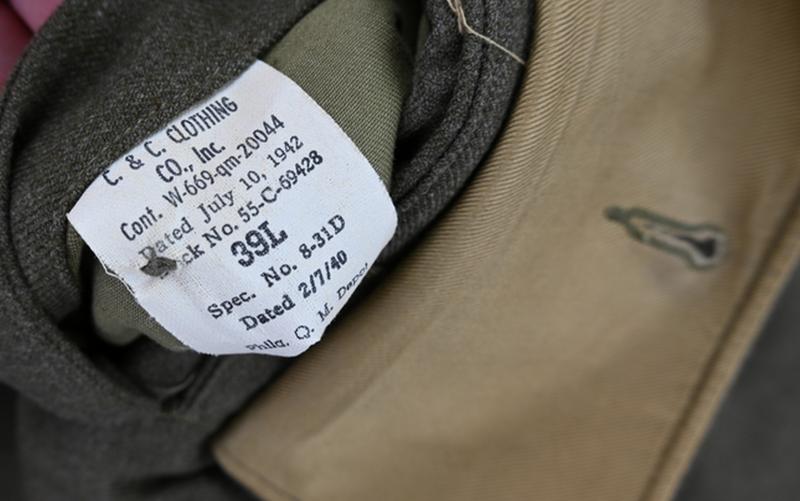 C. & C. CLOTHING
CO., Inc.
Cont. W-669-qm-20044
Dated July 10, 1942
No. 55-C-69428
39L
Spec. No. 8-31D
Dated 2/7/40
Phila. Q. M. Depot